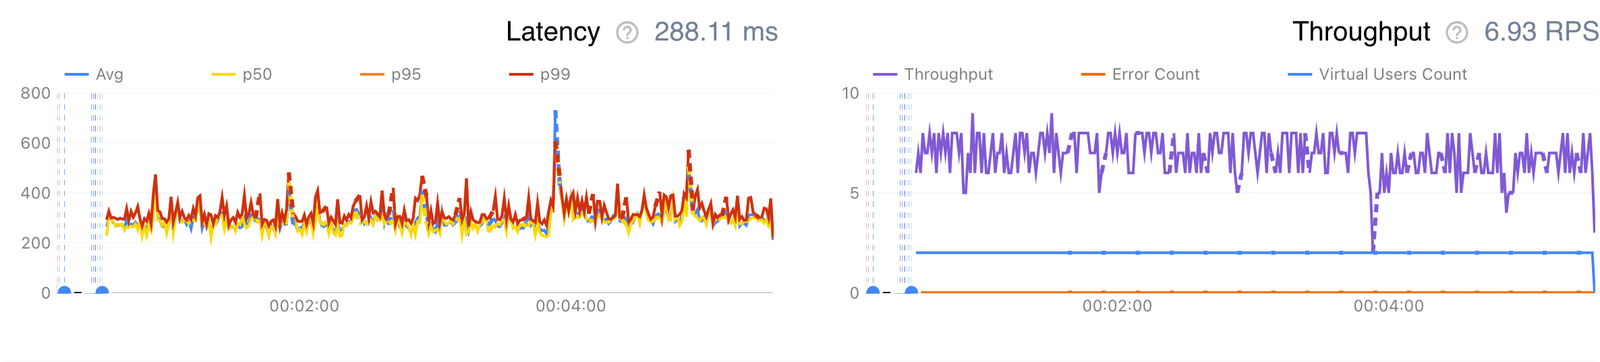 Latency ? 288.11 ms
Avg p50 p95 p99
800
600
400
200
0
00:02:00 00:04:00
Throughput ? 6.93 RPS
Throughput Error Count Virtual Users Count
10
5
0
00:02:00 00:04:00